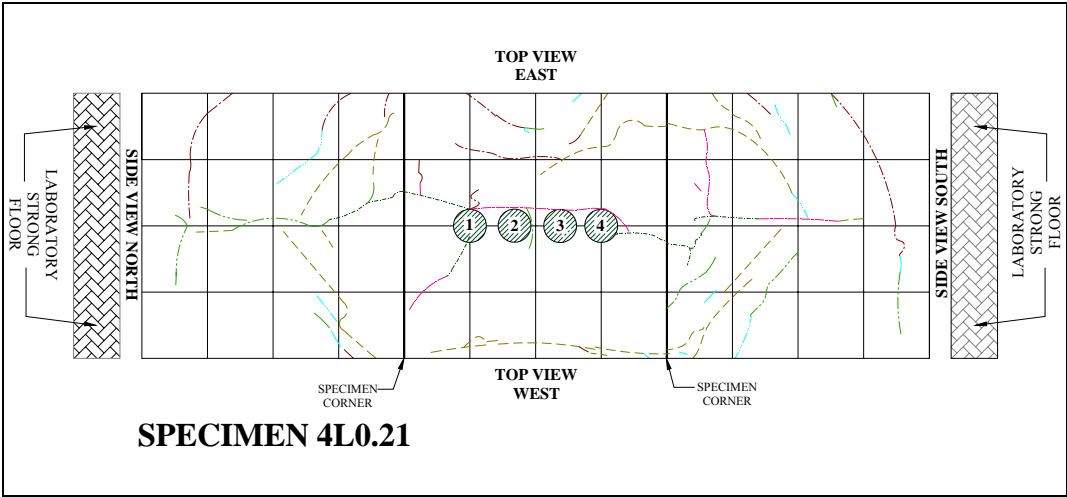 TOP VIEW
EAST
LABORATORY
STRONG
FLOOR
SIDE VIEW NORTH
1
2
3
4
SIDE VIEW SOUTH
LABORATORY
STRONG
FLOOR
SPECIMEN
CORNER
TOP VIEW
WEST
SPECIMEN
CORNER
SPECIMEN 4L0.21